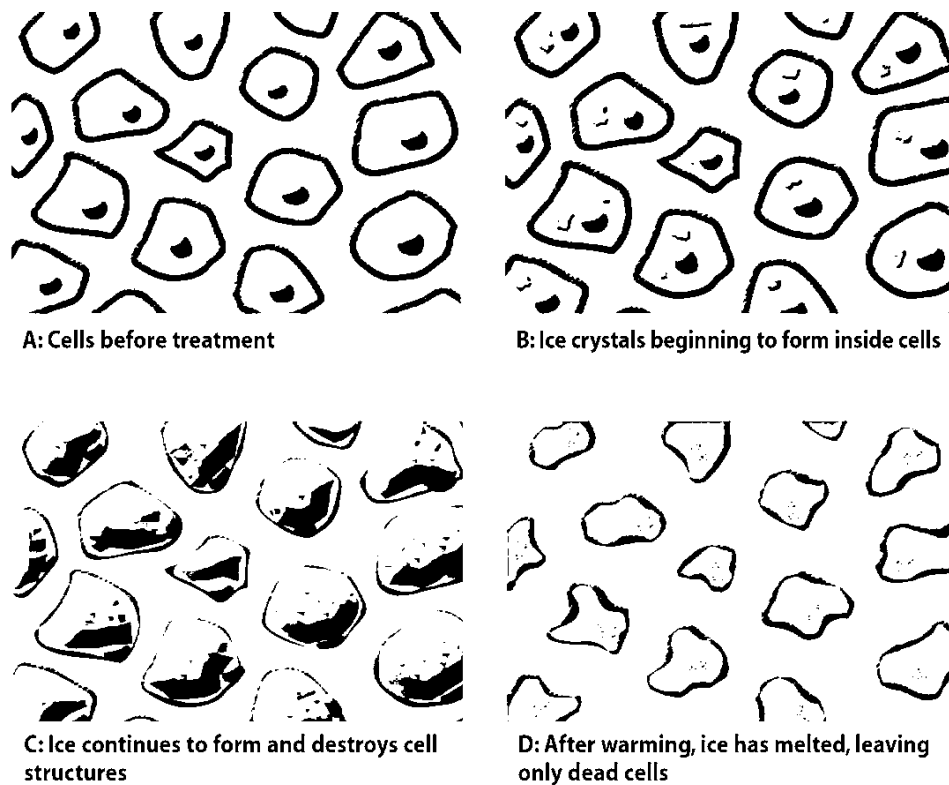 A: Cells before treatment
B: Ice crystals beginning to form inside cells
C: Ice continues to form and destroys cell
structures
D: After warming, ice has melted, leaving
only dead cells